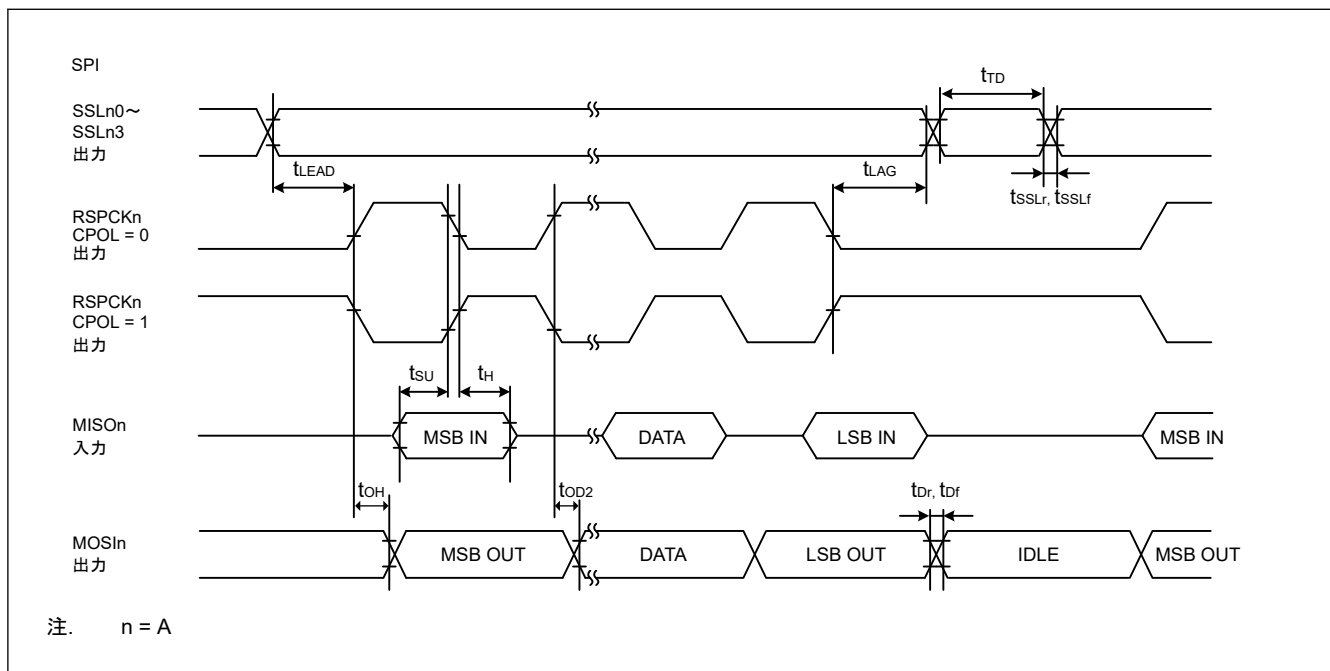 SPI
SSLn0～
SSLn3
出力
tTD
tLEAD
tLAG
tSSLr, tSSLf
RSPCKn
CPOL = 0
出力
RSPCKn
CPOL = 1
出力
tSU
tH
MISOn
入力
MSB IN
DATA
LSB IN
MSB IN
tOH
tOD2
tDr, tDf
MOSIn
出力
MSB OUT
DATA
LSB OUT
IDLE
MSB OUT
注. n = A